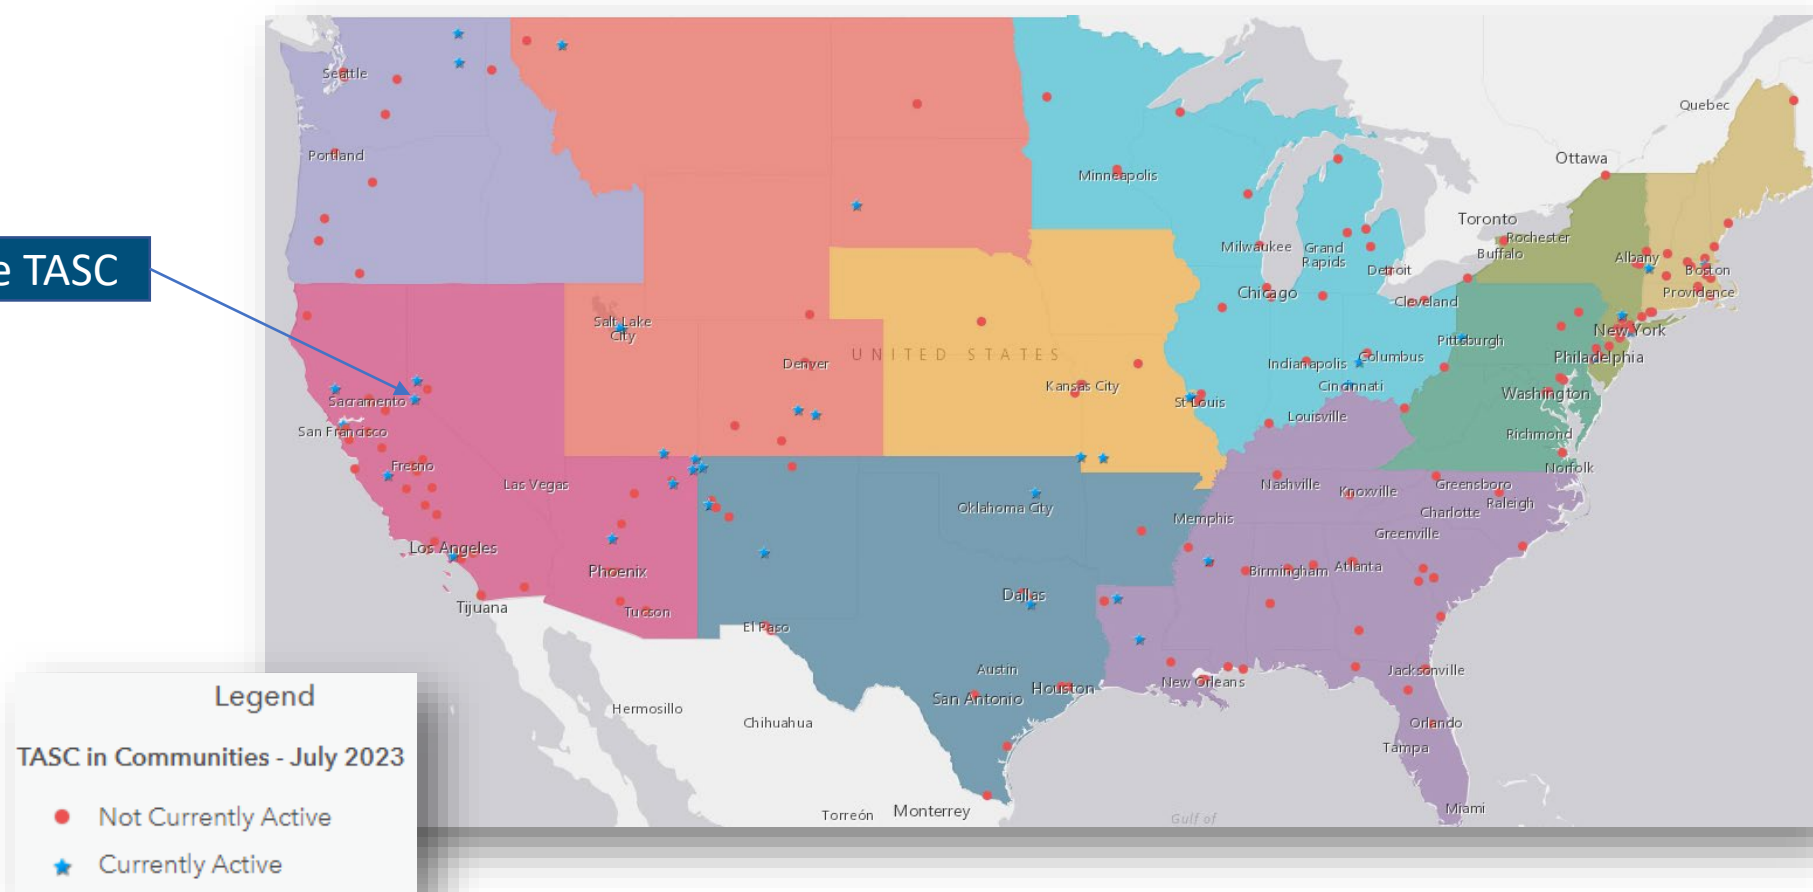 Quebec
Seattle
Ottawa
Portland
Minneapolis
Toronto
Rochester
Buffalo
Milwaukee
Grand
Rapids
Albany
Detroit
Boston
e TASC
Chicago
Cleveland
Providence
Salt Lake
City
New York
Pittsburgh
UNITED STATES
Denver
Indianapolis
Columbus
Philadelphia
Kansas City
Cincinnati
Washington
Sacramento
St Louis
Louisville
San Francisco
Richmond
Fresno
Norfolk
Las Vegas
Nashville
Knoxville
Greensboro
Oklahoma City
Raleigh
Memphis
Charlotte
Greenville
Los Angeles
Phoenix
Birmingham
Atlanta
Dallas
Tijuana
Tucson
El Paso
Austin
Jacksonville
Houston
New Orleans
San Antonio
Hermosillo
Chihuahua
Orlando
Tampa
Torreón
Monterrey
Miami
Gulf of
Legend
TASC in Communities - July 2023
Not Currently Active
Currently Active